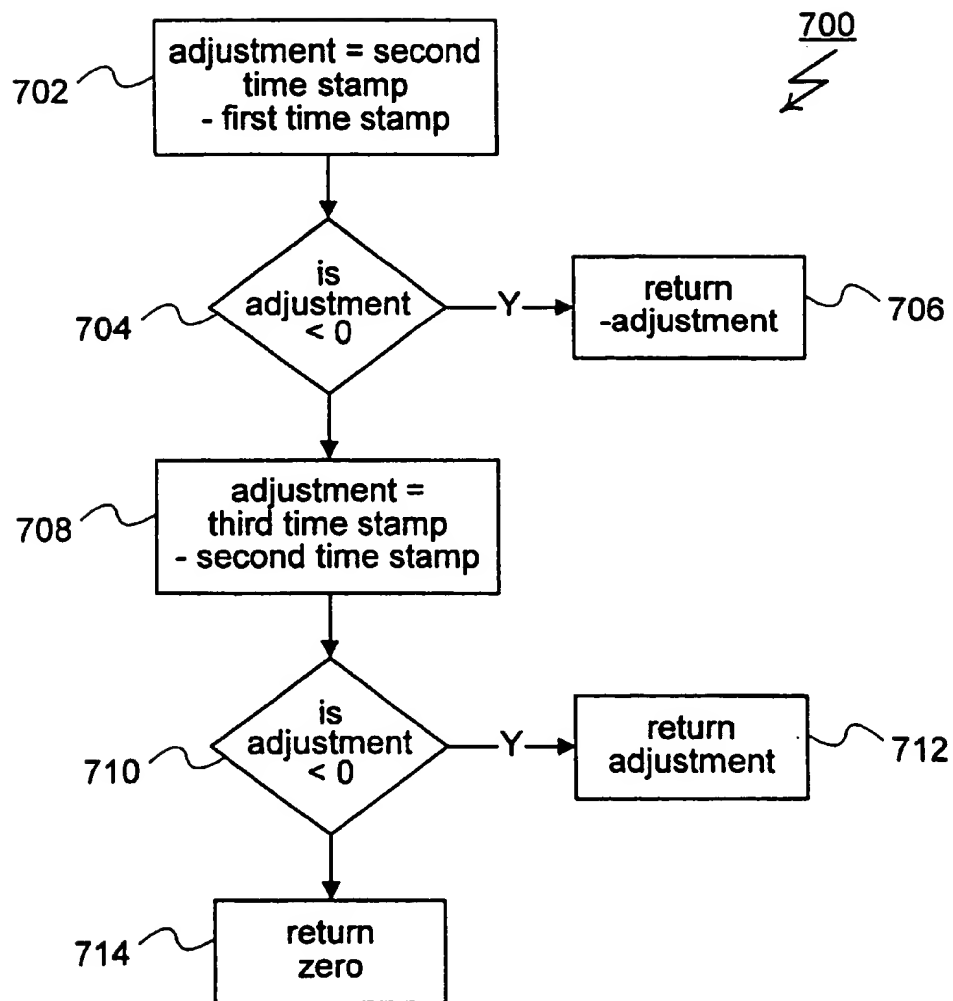 700
702
adjustment = second
time stamp
- first time stamp
704
is
adjustment
< 0
Y
return
-adjustment
706
708
adjustment =
third time stamp
- second time stamp
710
is
adjustment
< 0
Y
return
adjustment
712
714
return
zero